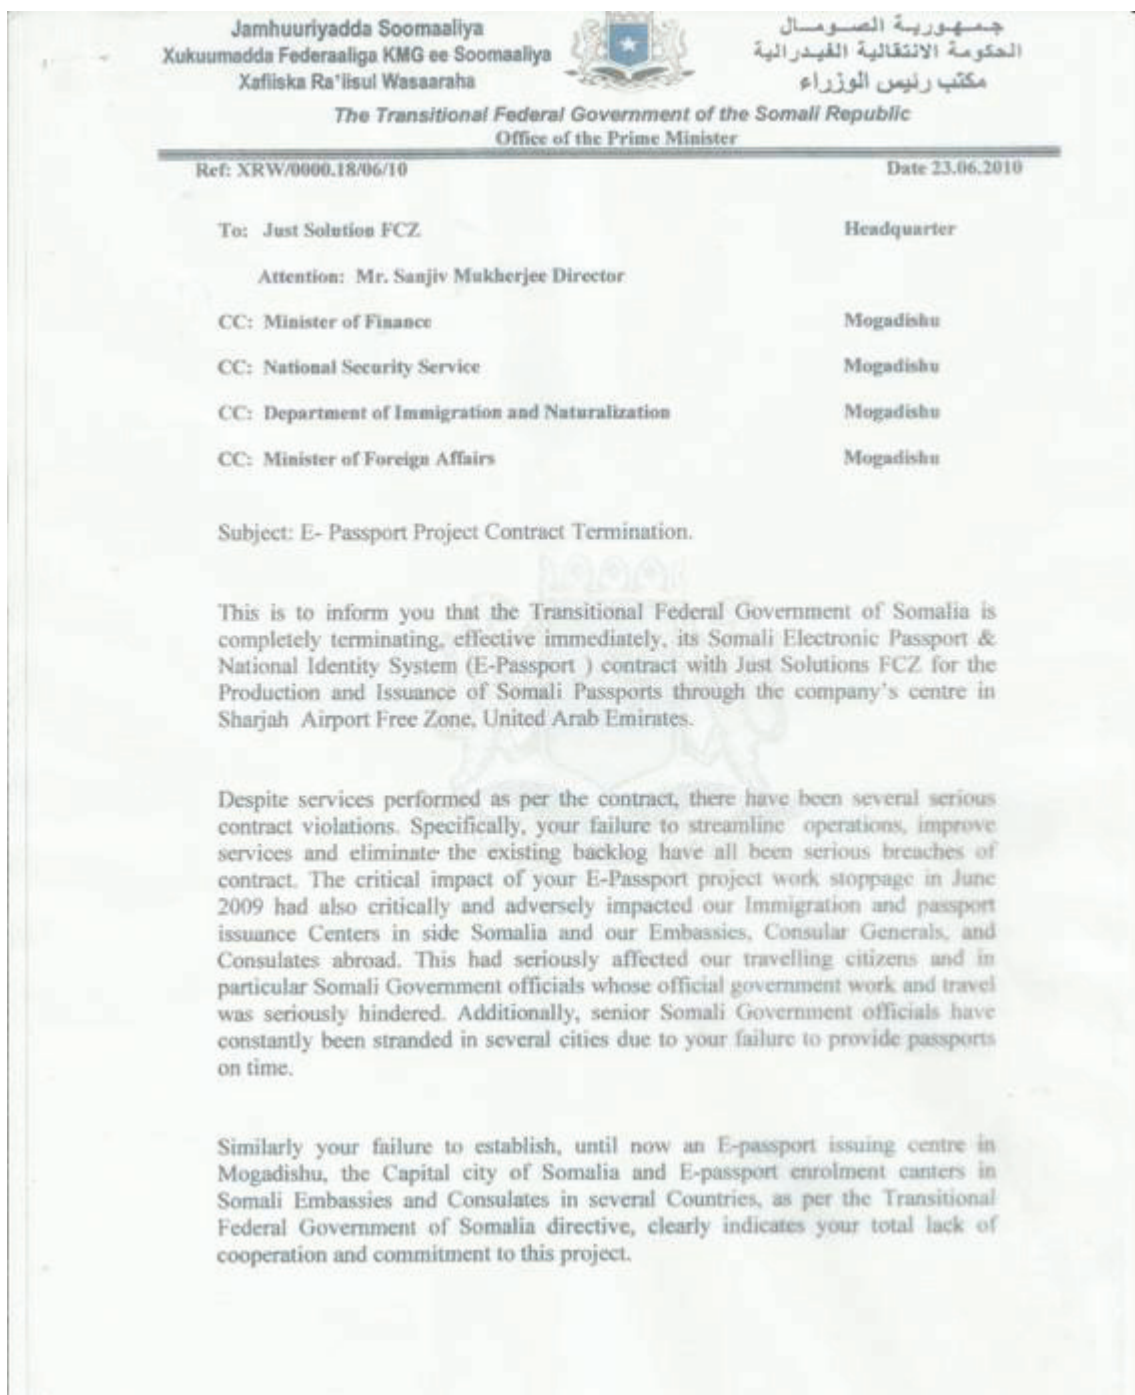 Jamhuuriyadda Soomaaliya
Xukuumadda Federaaliga KMG ee Soomaaliya
Xafiiska Ra'iisul Wasaaraha
جمهورية الصومال
الحكومة الانتقالية الفيدرالية
مكتب رئيس الوزراء
The Transitional Federal Government of the Somali Republic
Office of the Prime Minister
Ref: XRW/0000.18/06/10 Date 23.06.2010
To: Just Solution FCZ Headquarter
Attention: Mr. Sanjiv Mukherjee Director
CC: Minister of Finance Mogadishu
CC: National Security Service Mogadishu
CC: Department of Immigration and Naturalization Mogadishu
CC: Minister of Foreign Affairs Mogadishu
Subject: E- Passport Project Contract Termination.
This is to inform you that the Transitional Federal Government of Somalia is
completely terminating, effective immediately, its Somali Electronic Passport &
National Identity System (E-Passport ) contract with Just Solutions FCZ for the
Production and Issuance of Somali Passports through the company's centre in
Sharjah Airport Free Zone, United Arab Emirates.
Despite services performed as per the contract, there have been several serious
contract violations. Specifically, your failure to streamline operations, improve
services and eliminate the existing backlog have all been serious breaches of
contract. The critical impact of your E-Passport project work stoppage in June
2009 had also critically and adversely impacted our Immigration and passport
issuance Centers in side Somalia and our Embassies, Consular Generals, and
Consulates abroad. This had seriously affected our travelling citizens and in
particular Somali Government officials whose official government work and travel
was seriously hindered. Additionally, senior Somali Government officials have
constantly been stranded in several cities due to your failure to provide passports
on time.
Similarly your failure to establish, until now an E-passport issuing centre in
Mogadishu, the Capital city of Somalia and E-passport enrolment canters in
Somali Embassies and Consulates in several Countries, as per the Transitional
Federal Government of Somalia directive, clearly indicates your total lack of
cooperation and commitment to this project.